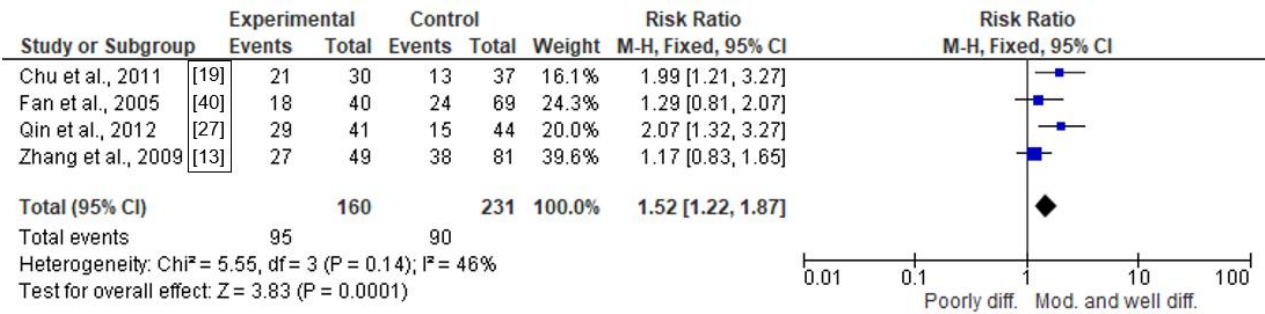 Experimental Control Risk Ratio Risk Ratio
Study or Subgroup Events Total Events Total Weight M-H, Fixed, 95% CI M-H, Fixed, 95% CI
Chu et al., 2011 [19] 21 30 13 37 16.1% 1.99 [1.21, 3.27]
Fan et al., 2005 [40] 18 40 24 69 24.3% 1.29 [0.81, 2.07]
Qin et al., 2012 [27] 29 41 15 44 20.0% 2.07 [1.32, 3.27]
Zhang et al., 2009 [13] 27 49 38 81 39.6% 1.17 [0.83, 1.65]
Total (95% CI) 160 231 100.0% 1.52 [1.22, 1.87]
Total events 95 90
Heterogeneity: Chi² = 5.55, df = 3 (P = 0.14); I² = 46%
Test for overall effect: Z = 3.83 (P = 0.0001)
0.01 0.1 1 10 100
Poorly diff. Mod. and well diff.